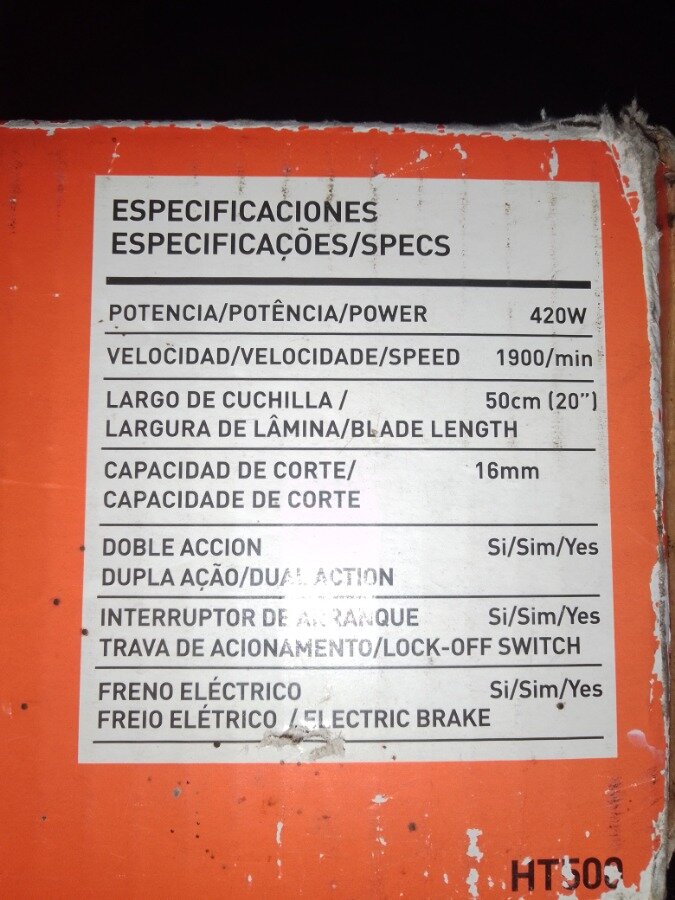 ESPECIFICACIONES
ESPECIFICAÇÕES/SPECS
POTENCIA/POTÊNCIA/POWER 420W
VELOCIDAD/VELOCIDADE/SPEED 1900/min
LARGO DE CUCHILLA / 50cm (20")
LARGURA DE LÂMINA/BLADE LENGTH
CAPACIDAD DE CORTE/ 16mm
CAPACIDADE DE CORTE
DOBLE ACCION Si/Sim/Yes
DUPLA AÇÃO/DUAL ACTION
INTERRUPTOR DE ARRANQUE Si/Sim/Yes
TRAVA DE ACIONAMENTO/LOCK-OFF SWITCH
FRENO ELÉCTRICO Si/Sim/Yes
FREIO ELÉTRICO / ELECTRIC BRAKE
HT500